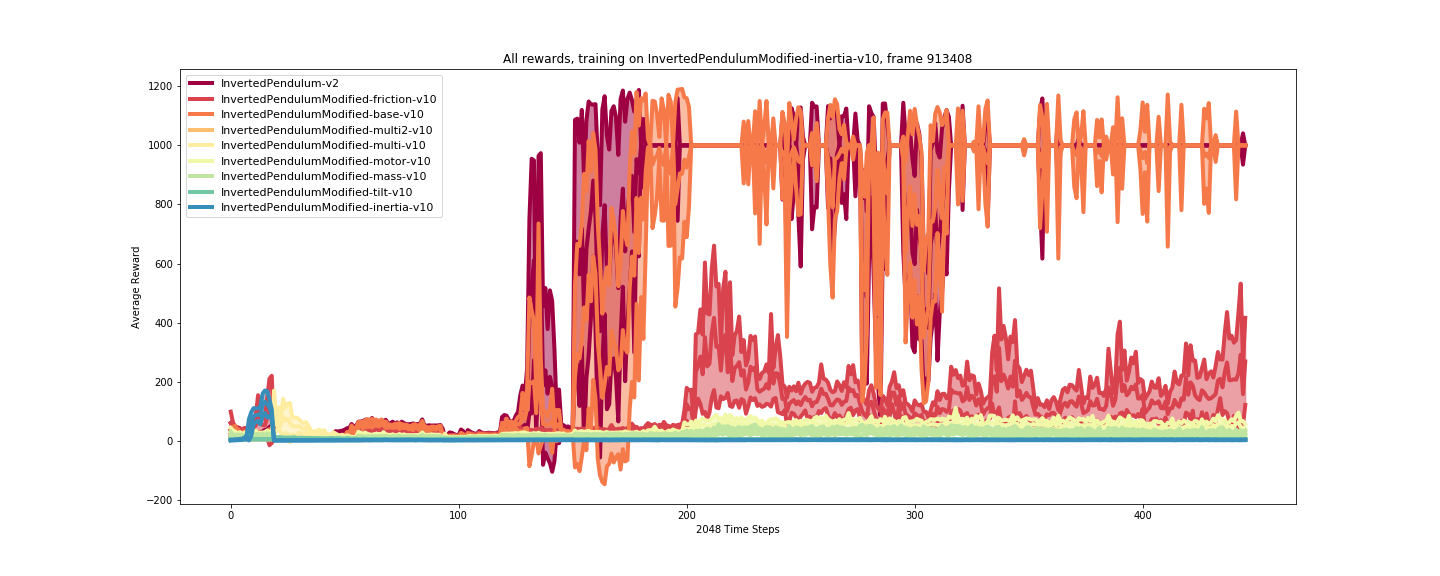 All rewards, training on InvertedPendulumModified-inertia-v10, frame 913408
InvertedPendulum-v2
InvertedPendulumModified-friction-v10
InvertedPendulumModified-base-v10
InvertedPendulumModified-multi2-v10
InvertedPendulumModified-multi-v10
InvertedPendulumModified-motor-v10
InvertedPendulumModified-mass-v10
InvertedPendulumModified-tilt-v10
InvertedPendulumModified-inertia-v10
1200
1000
800
600
400
200
0
−200
Average Reward
0 100 200 300 400
2048 Time Steps